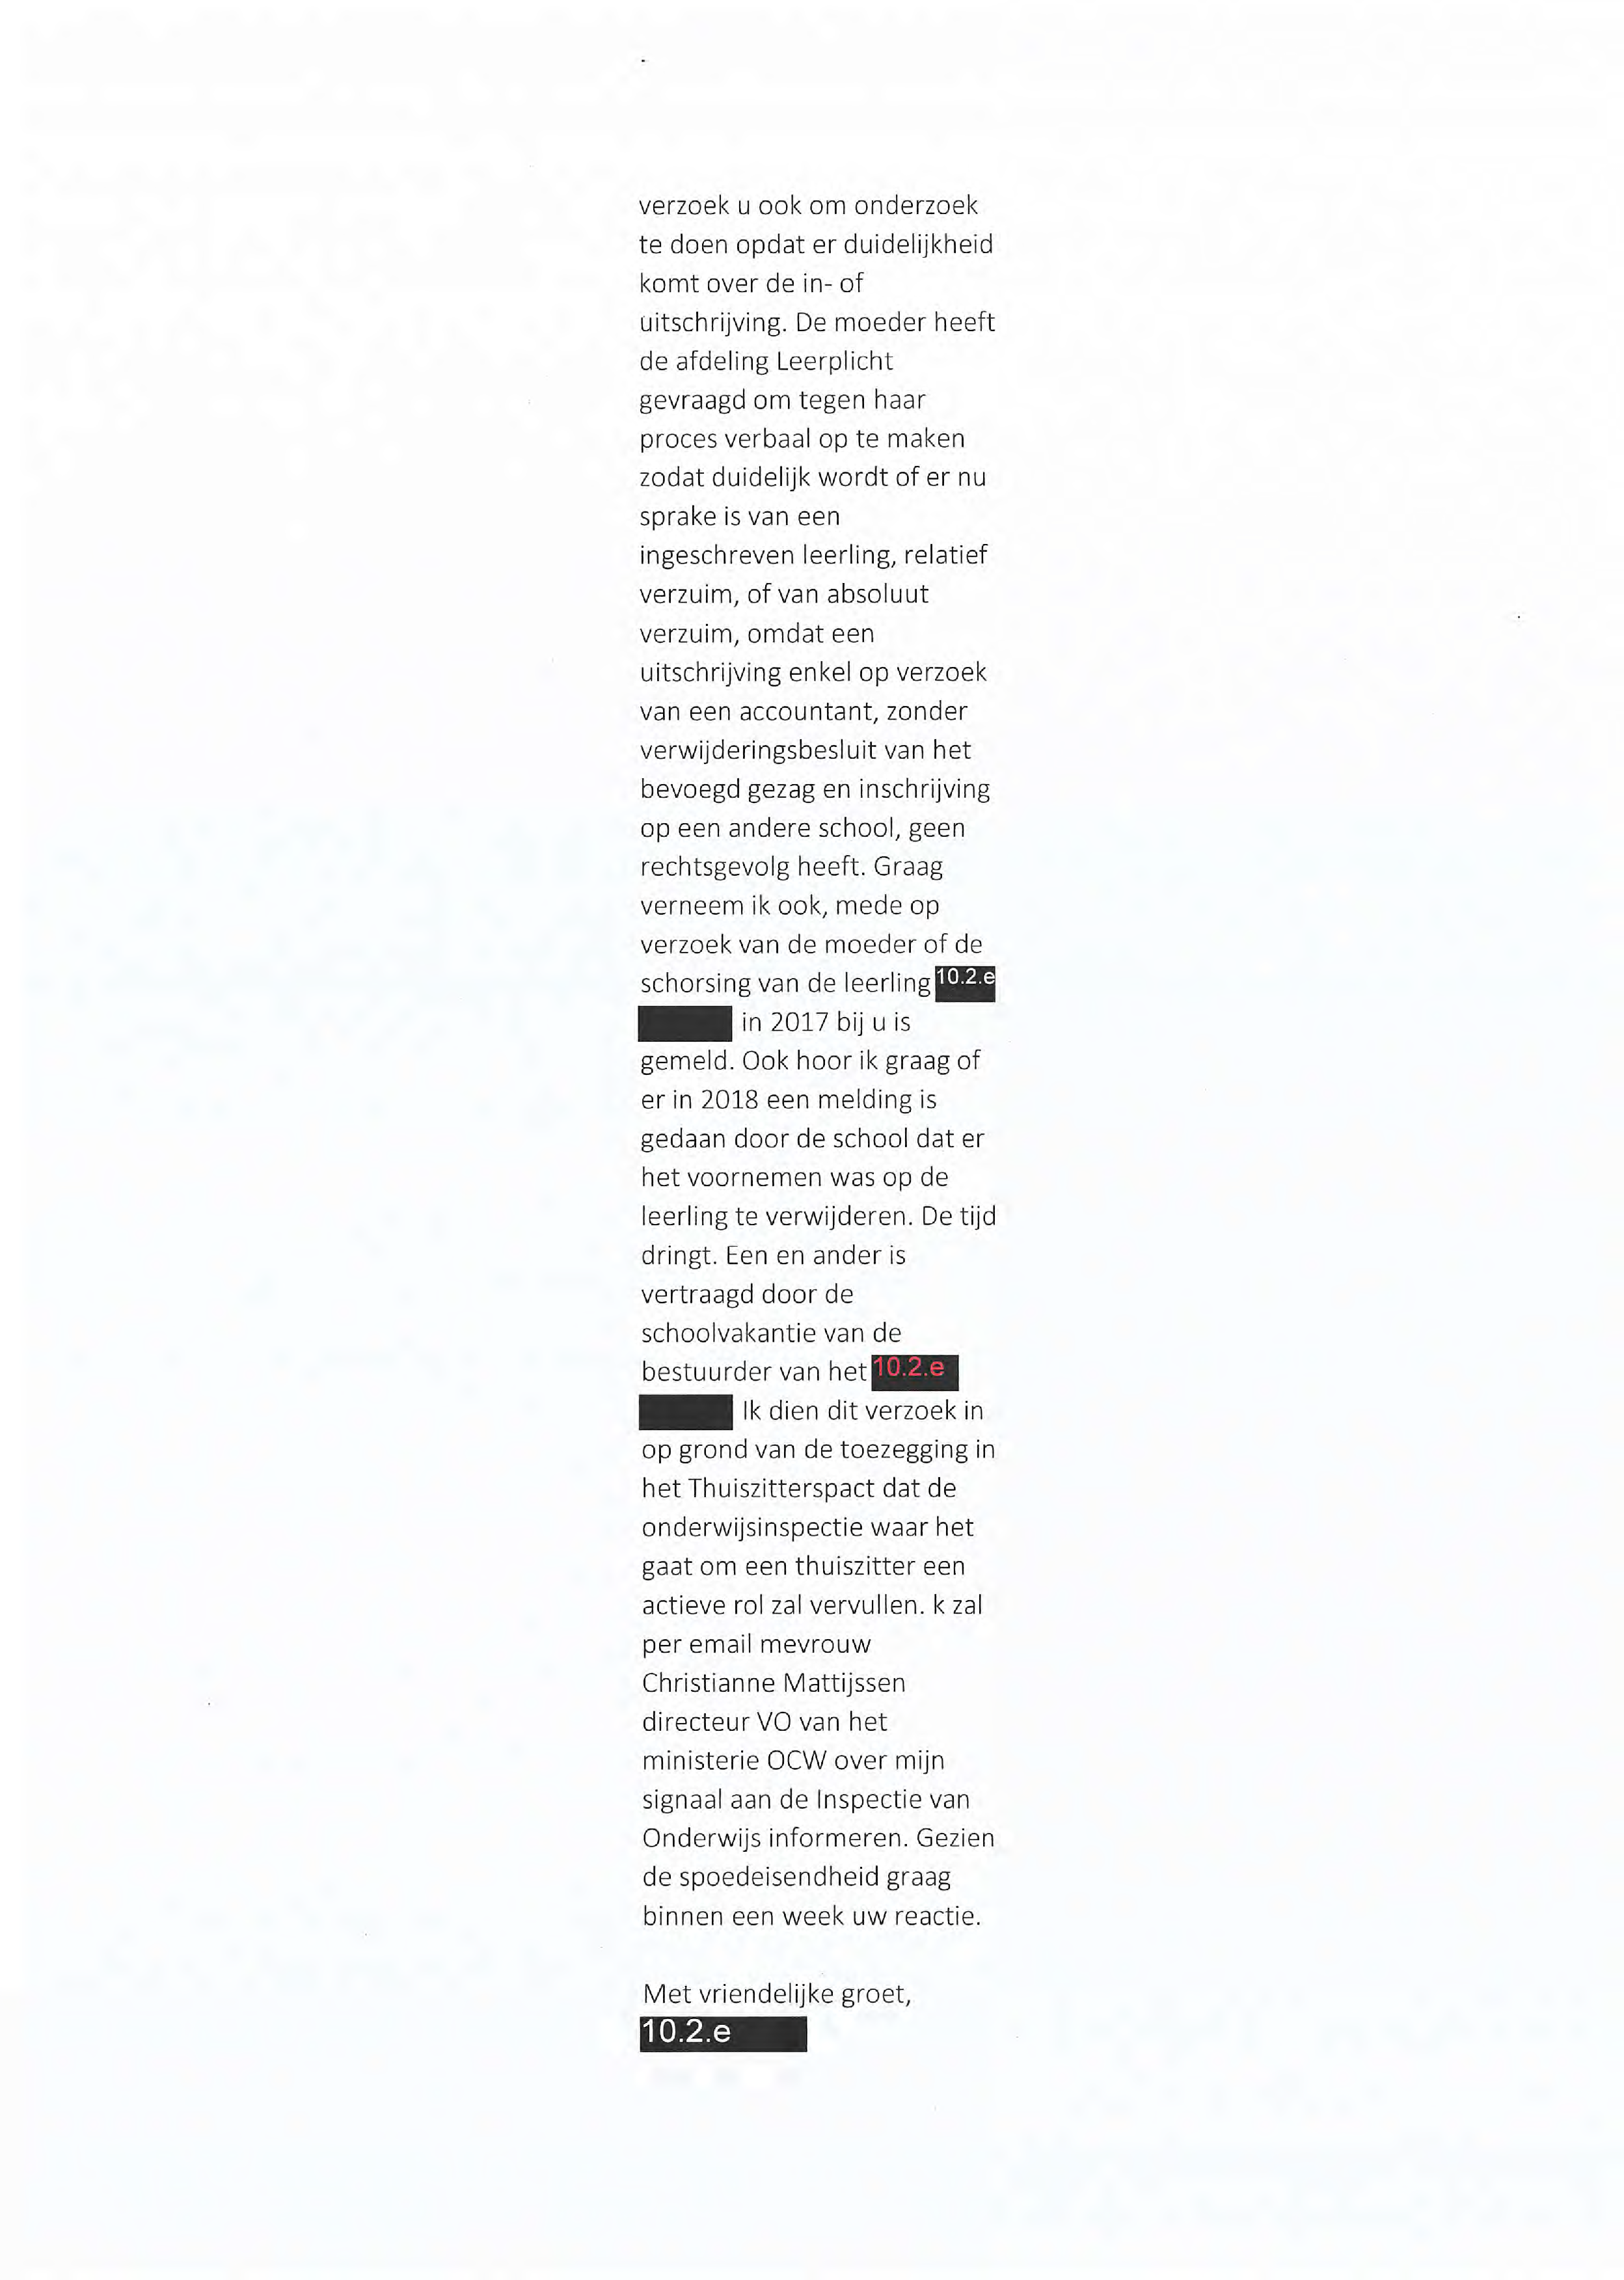 verzoek u ook om onderzoek
te doen opdat er duidelijkheid
komt over de in- of
uitschrijving. De moeder heeft
de afdeling Leerplicht
gevraagd om tegen haar
proces verbaal op te maken
zodat duidelijk wordt of er nu
sprake is van een
ingeschreven leerling, relatief
verzuim, of van absoluut
verzuim, omdat een
uitschrijving enkel op verzoek
van een accountant, zonder
verwijderingsbesluit van het
bevoegd gezag en inschrijving
op een andere school, geen
rechtsgevolg heeft. Graag
verneem ik ook, mede op
verzoek van de moeder of de
schorsing van de leerling 10.2.e
in 2017 bij u is
gemeld. Ook hoor ik graag of
er in 2018 een melding is
gedaan door de school dat er
het voornemen was op de
leerling te verwijderen. De tijd
dringt. Een en ander is
vertraagd door de
schoolvakantie van de
bestuurder van het 10.2.e
Ik dien dit verzoek in
op grond van de toezegging in
het Thuiszitterspact dat de
onderwijsinspectie waar het
gaat om een thuiszitter een
actieve rol zal vervullen. k zal
per email mevrouw
Christianne Mattijssen
directeur VO van het
ministerie OCW over mijn
signaal aan de Inspectie van
Onderwijs informeren. Gezien
de spoedeisendheid graag
binnen een week uw reactie.
Met vriendelijke groet,
10.2.e